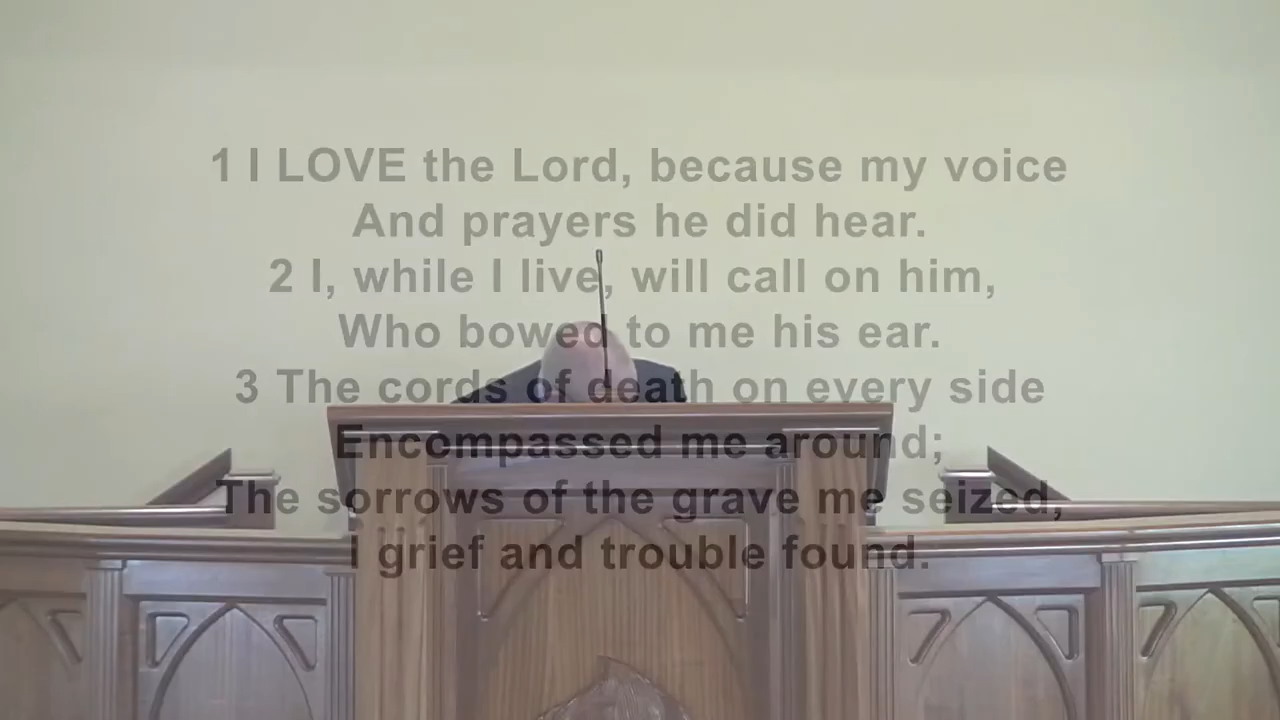 1 I LOVE the Lord, because my voice
And prayers he did hear.
2 I, while I live, will call on him,
Who bowed to me his ear.
3 The cords of death on every side
Encompassed me around;
The sorrows of the grave me seized,
I grief and trouble found.